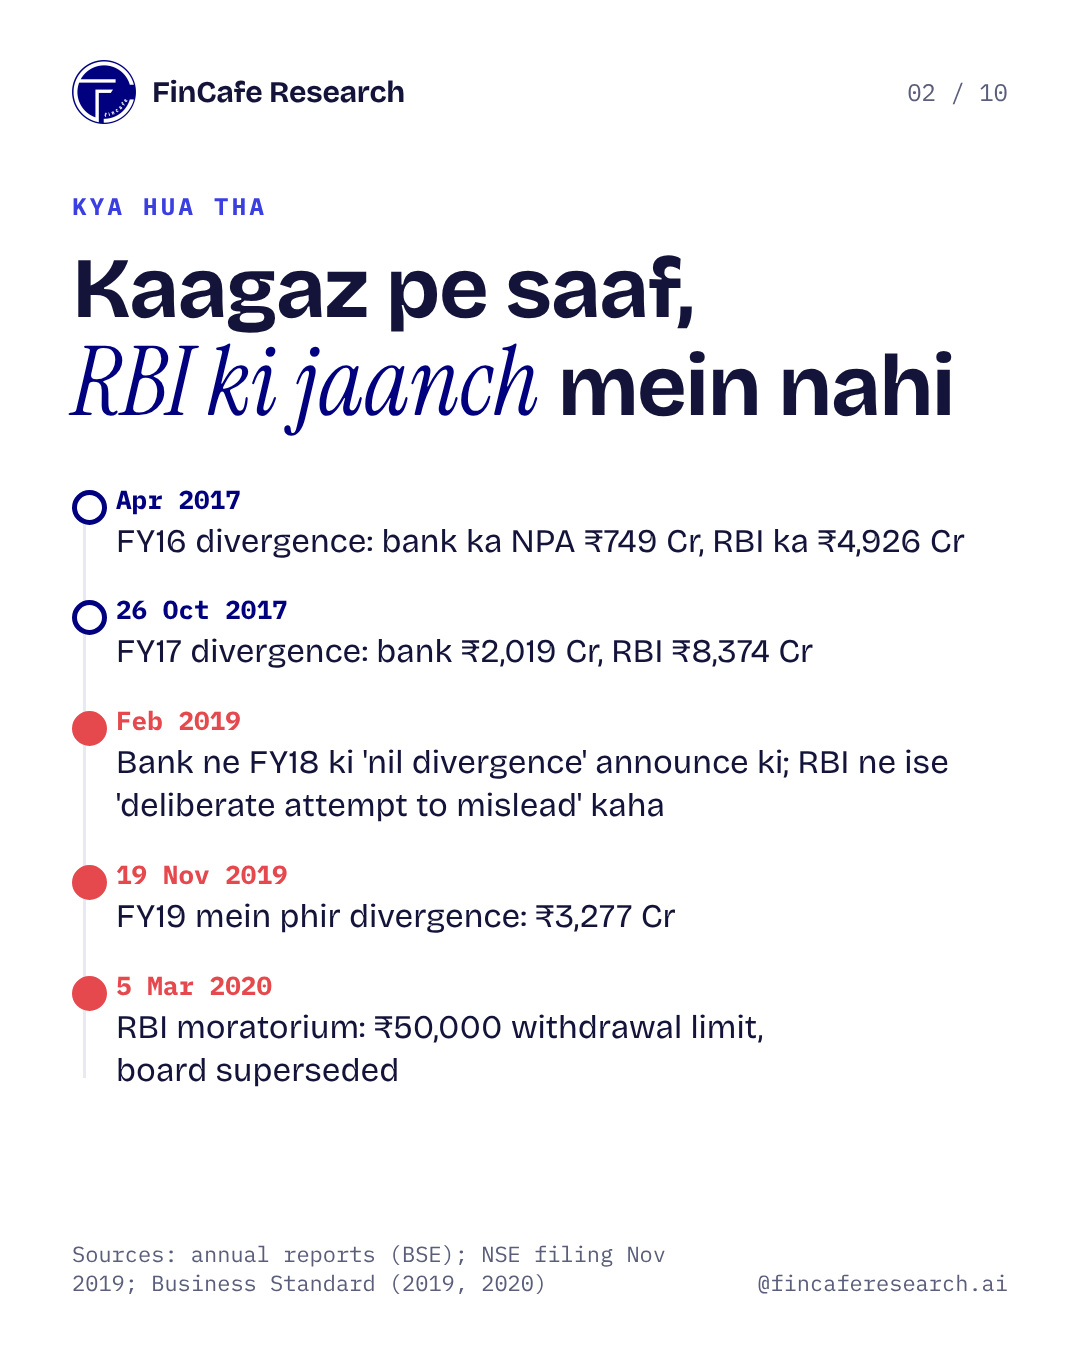 FinCafe Research
02 / 10
KYA HUA THA
Kaagaz pe saaf,
RBI ki jaanch mein nahi
Apr 2017
FY16 divergence: bank ka NPA ₹749 Cr, RBI ka ₹4,926 Cr
26 Oct 2017
FY17 divergence: bank ₹2,019 Cr, RBI ₹8,374 Cr
Feb 2019
Bank ne FY18 ki 'nil divergence' announce ki; RBI ne ise
'deliberate attempt to mislead' kaha
19 Nov 2019
FY19 mein phir divergence: ₹3,277 Cr
5 Mar 2020
RBI moratorium: ₹50,000 withdrawal limit,
board superseded
Sources: annual reports (BSE); NSE filing Nov
2019; Business Standard (2019, 2020)
@fincaferesearch.ai